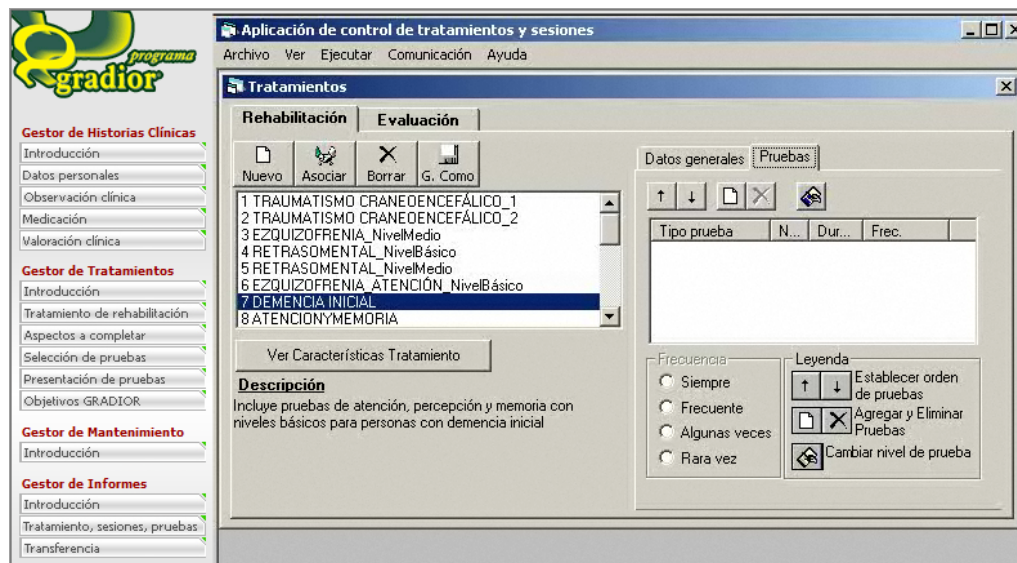 programa
gradior
Gestor de Historias Clínicas
Introducción
Datos personales
Observación clínica
Medicación
Valoración clínica
Gestor de Tratamientos
Introducción
Tratamiento de rehabilitación
Aspectos a completar
Selección de pruebas
Presentación de pruebas
Objetivos GRADIOR
Gestor de Mantenimiento
Introducción
Gestor de Informes
Introducción
Tratamiento, sesiones, pruebas
Transferencia
Aplicación de control de tratamientos y sesiones
Archivo Ver Ejecutar Comunicación Ayuda
Tratamientos
Rehabilitación Evaluación
Nuevo Asociar Borrar G. Como
1 TRAUMATISMO CRANEOENCEFÁLICO_1
2 TRAUMATISMO CRANEOENCEFÁLICO_2
3 EZQUIZOFRENIA_NivelMedio
4 RETRASOMENTAL_NivelBásico
5 RETRASOMENTAL_NivelMedio
6 EZQUIZOFRENIA_ATENCIÓN_NivelBásico
7 DEMENCIA INICIAL
8 ATENCIONYMEMORIA
Ver Características Tratamiento
Descripción
Incluye pruebas de atención, percepción y memoria con
niveles básicos para personas con demencia inicial
Datos generales Pruebas
Tipo prueba N... Dur... Frec.
Frecuencia
Siempre
Frecuente
Algunas veces
Rara vez
Leyenda
Establecer orden
de pruebas
Agregar y Eliminar
Pruebas
Cambiar nivel de prueba